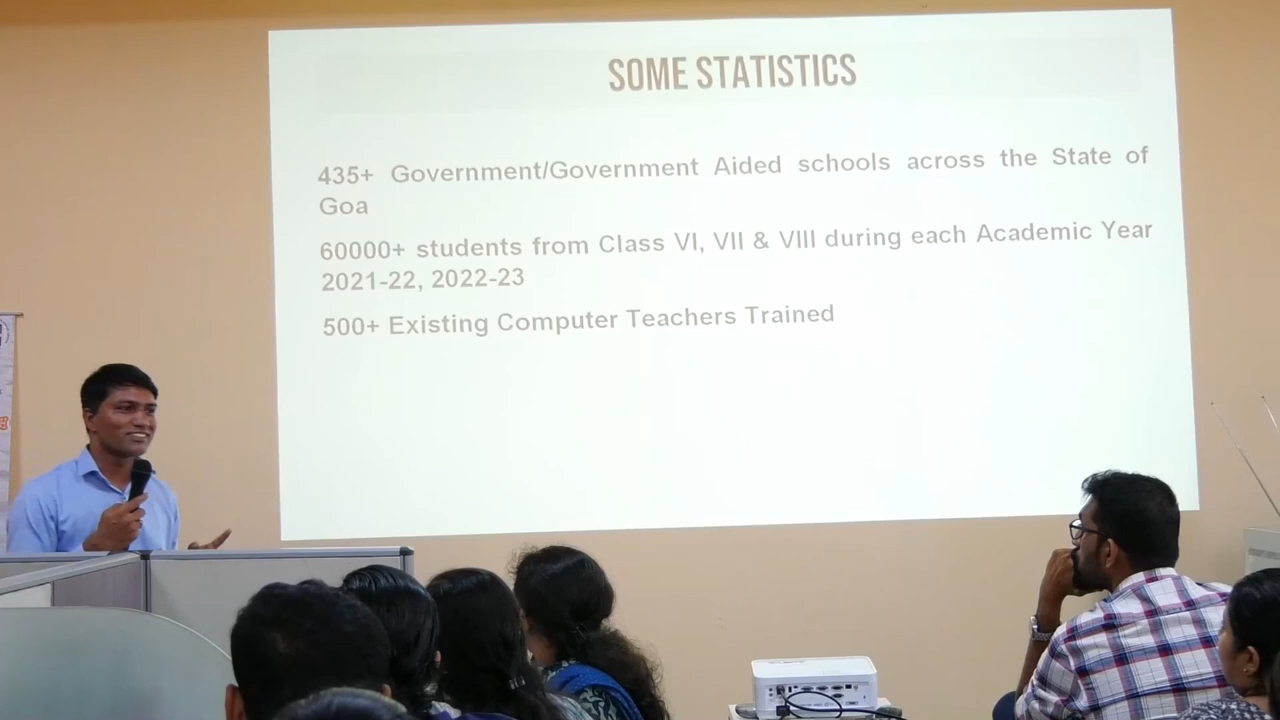 SOME STATISTICS
435+ Government/Government Aided schools across the State of
Goa
60000+ students from Class VI, VII & VIII during each Academic Year
2021-22, 2022-23
500+ Existing Computer Teachers Trained